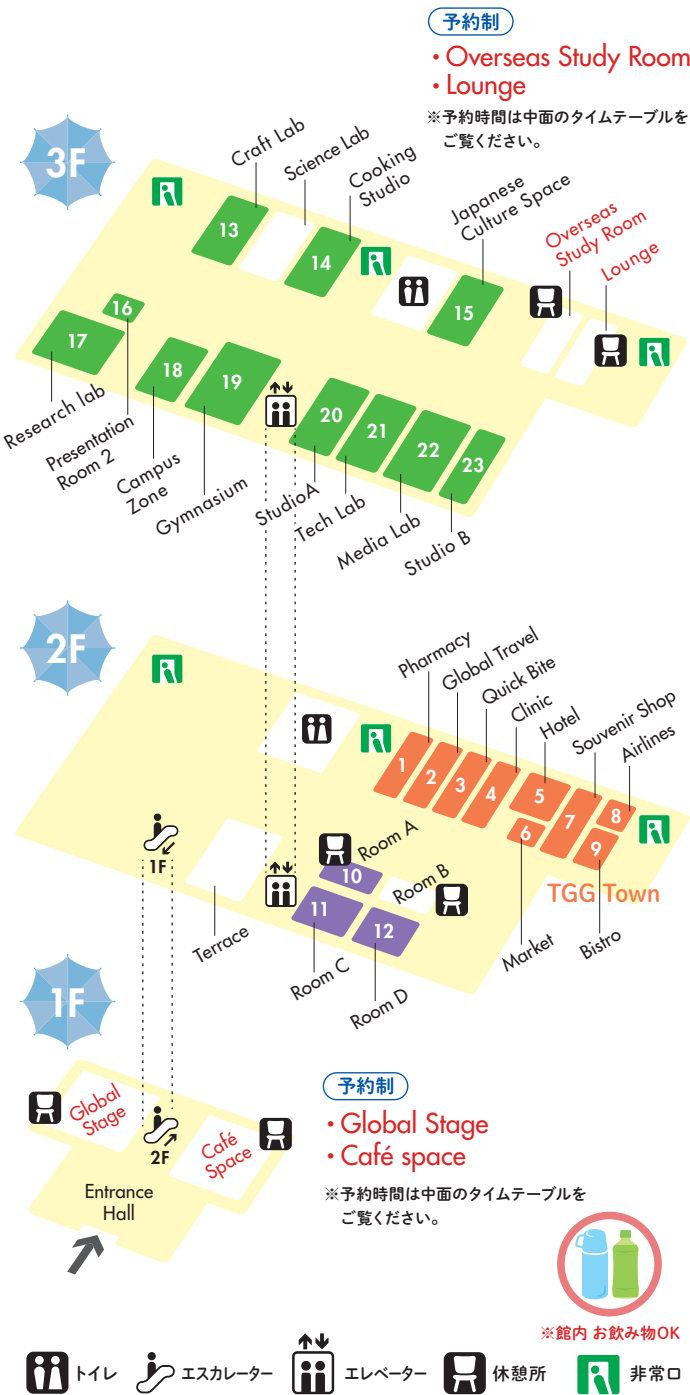 予約制
・Overseas Study Room
・Lounge
※予約時間は中面のタイムテーブルを
ご覧ください。
3F
Craft Lab
Science Lab
Cooking
Studio
Japanese
Culture Space
Overseas
Study Room
Lounge
13
14
15
16
17
18
19
20
21
22
23
Research lab
Presentation
Room 2
Campus
Zone
Gymnasium
StudioA
Tech Lab
Media Lab
Studio B
2F
Pharmacy
Global Travel
Quick Bite
Clinic
Hotel
Souvenir Shop
Airlines
1
2
3
4
5
6
7
8
9
TGG Town
Market
Bistro
1F
Terrace
Room A
10
Room B
11
12
Room C
Room D
1F
Global
Stage
2F
Café
Space
Entrance
Hall
予約制
・Global Stage
・Café space
※予約時間は中面のタイムテーブルを
ご覧ください。
※館内 お飲み物OK
トイレ
エスカレーター
エレベーター
休憩所
非常口